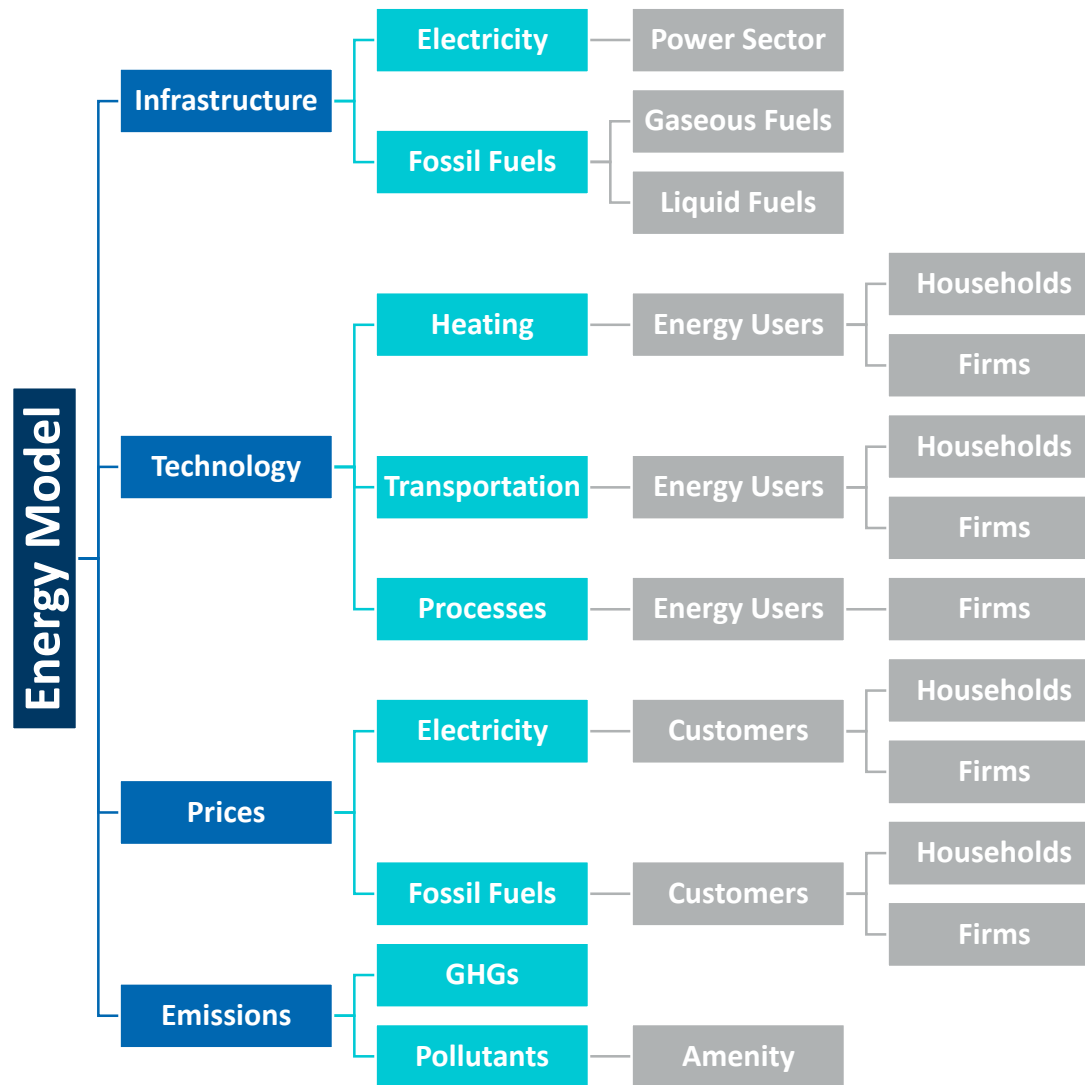 Energy Model
Infrastructure
Electricity
Power Sector
Fossil Fuels
Gaseous Fuels
Liquid Fuels
Technology
Heating
Energy Users
Households
Firms
Transportation
Energy Users
Households
Firms
Processes
Energy Users
Firms
Prices
Electricity
Customers
Households
Firms
Fossil Fuels
Customers
Households
Firms
Emissions
GHGs
Pollutants
Amenity